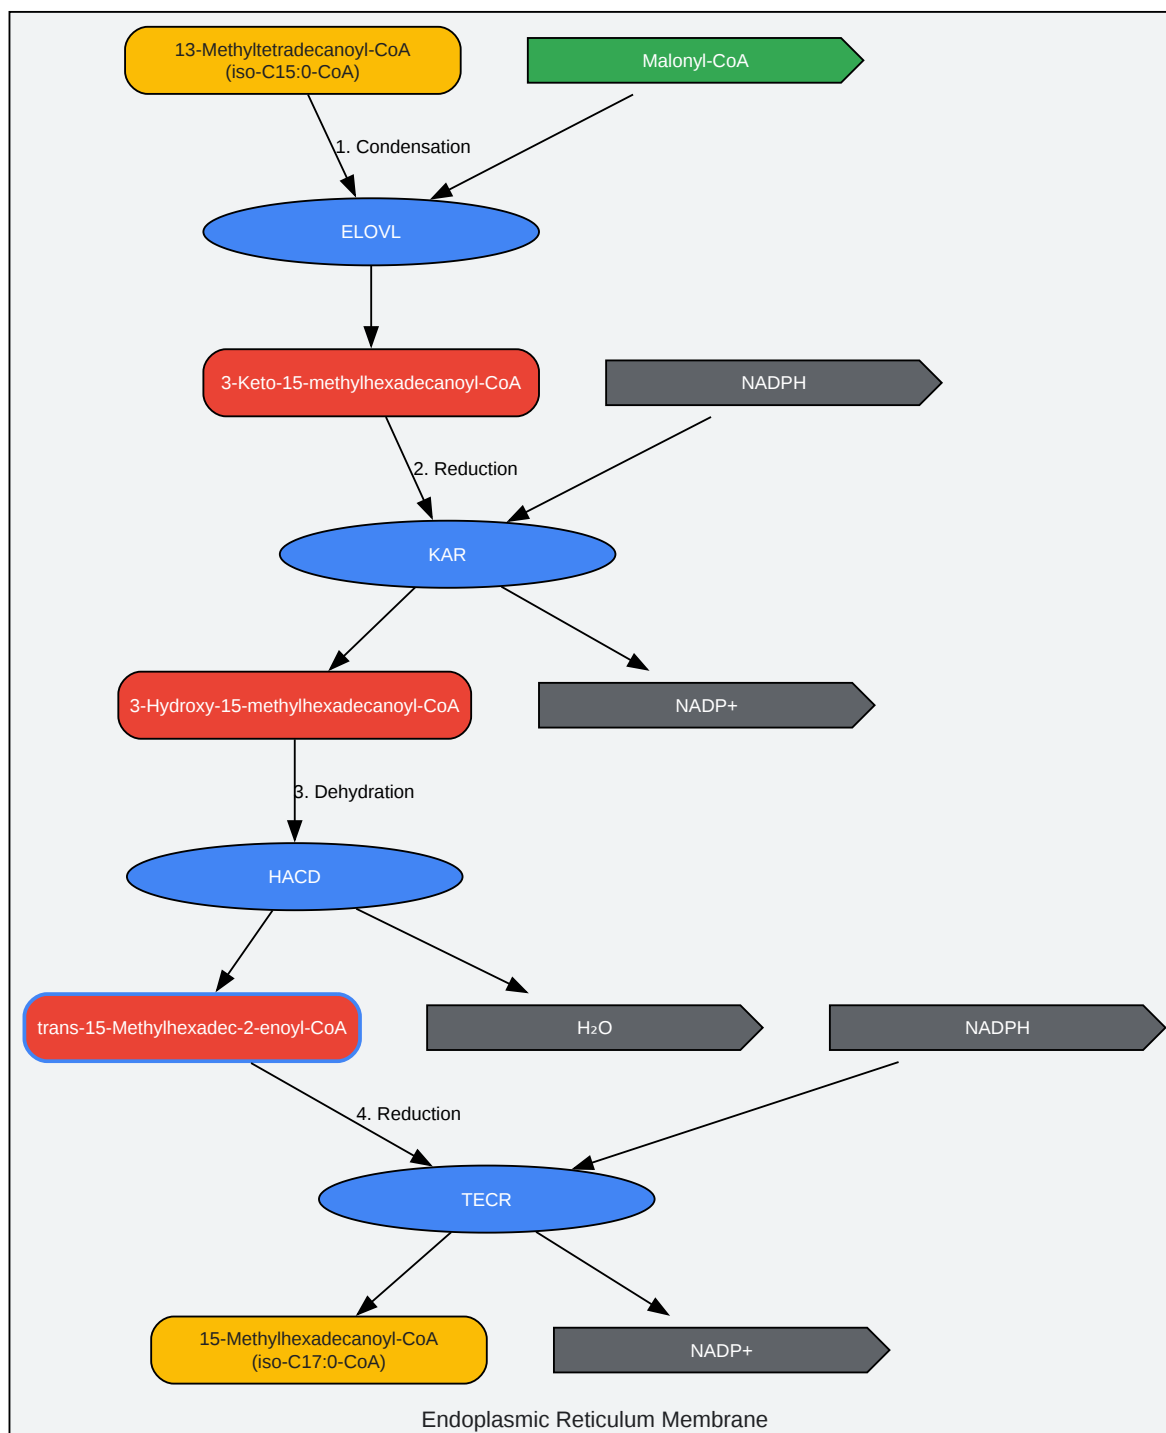 13-Methyltetradecanoyl-CoA
(iso-C15:0-CoA)
Malonyl-CoA
1. Condensation
ELOVL
3-Keto-15-methylhexadecanoyl-CoA
NADPH
2. Reduction
KAR
3-Hydroxy-15-methylhexadecanoyl-CoA
NADP+
3. Dehydration
HACD
trans-15-Methylhexadec-2-enoyl-CoA
H₂O
NADPH
4. Reduction
TECR
15-Methylhexadecanoyl-CoA
(iso-C17:0-CoA)
NADP+
Endoplasmic Reticulum Membrane